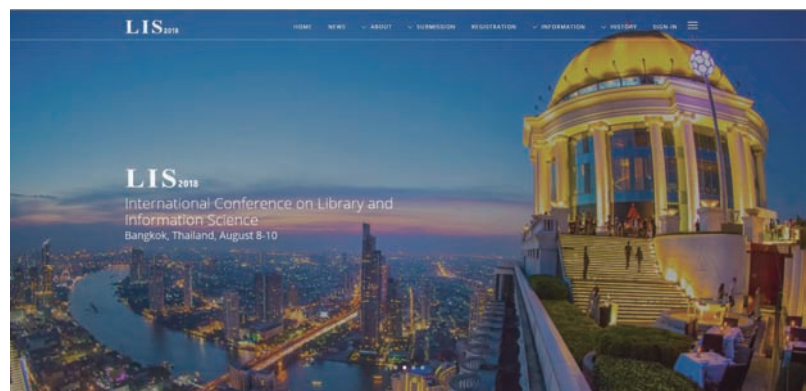 LIS2018
HOME NEWS ABOUT SUBMISSION REGISTRATION INFORMATION HISTORY SIGN-IN
LIS2018
International Conference on Library and
Information Science
Bangkok, Thailand, August 8-10